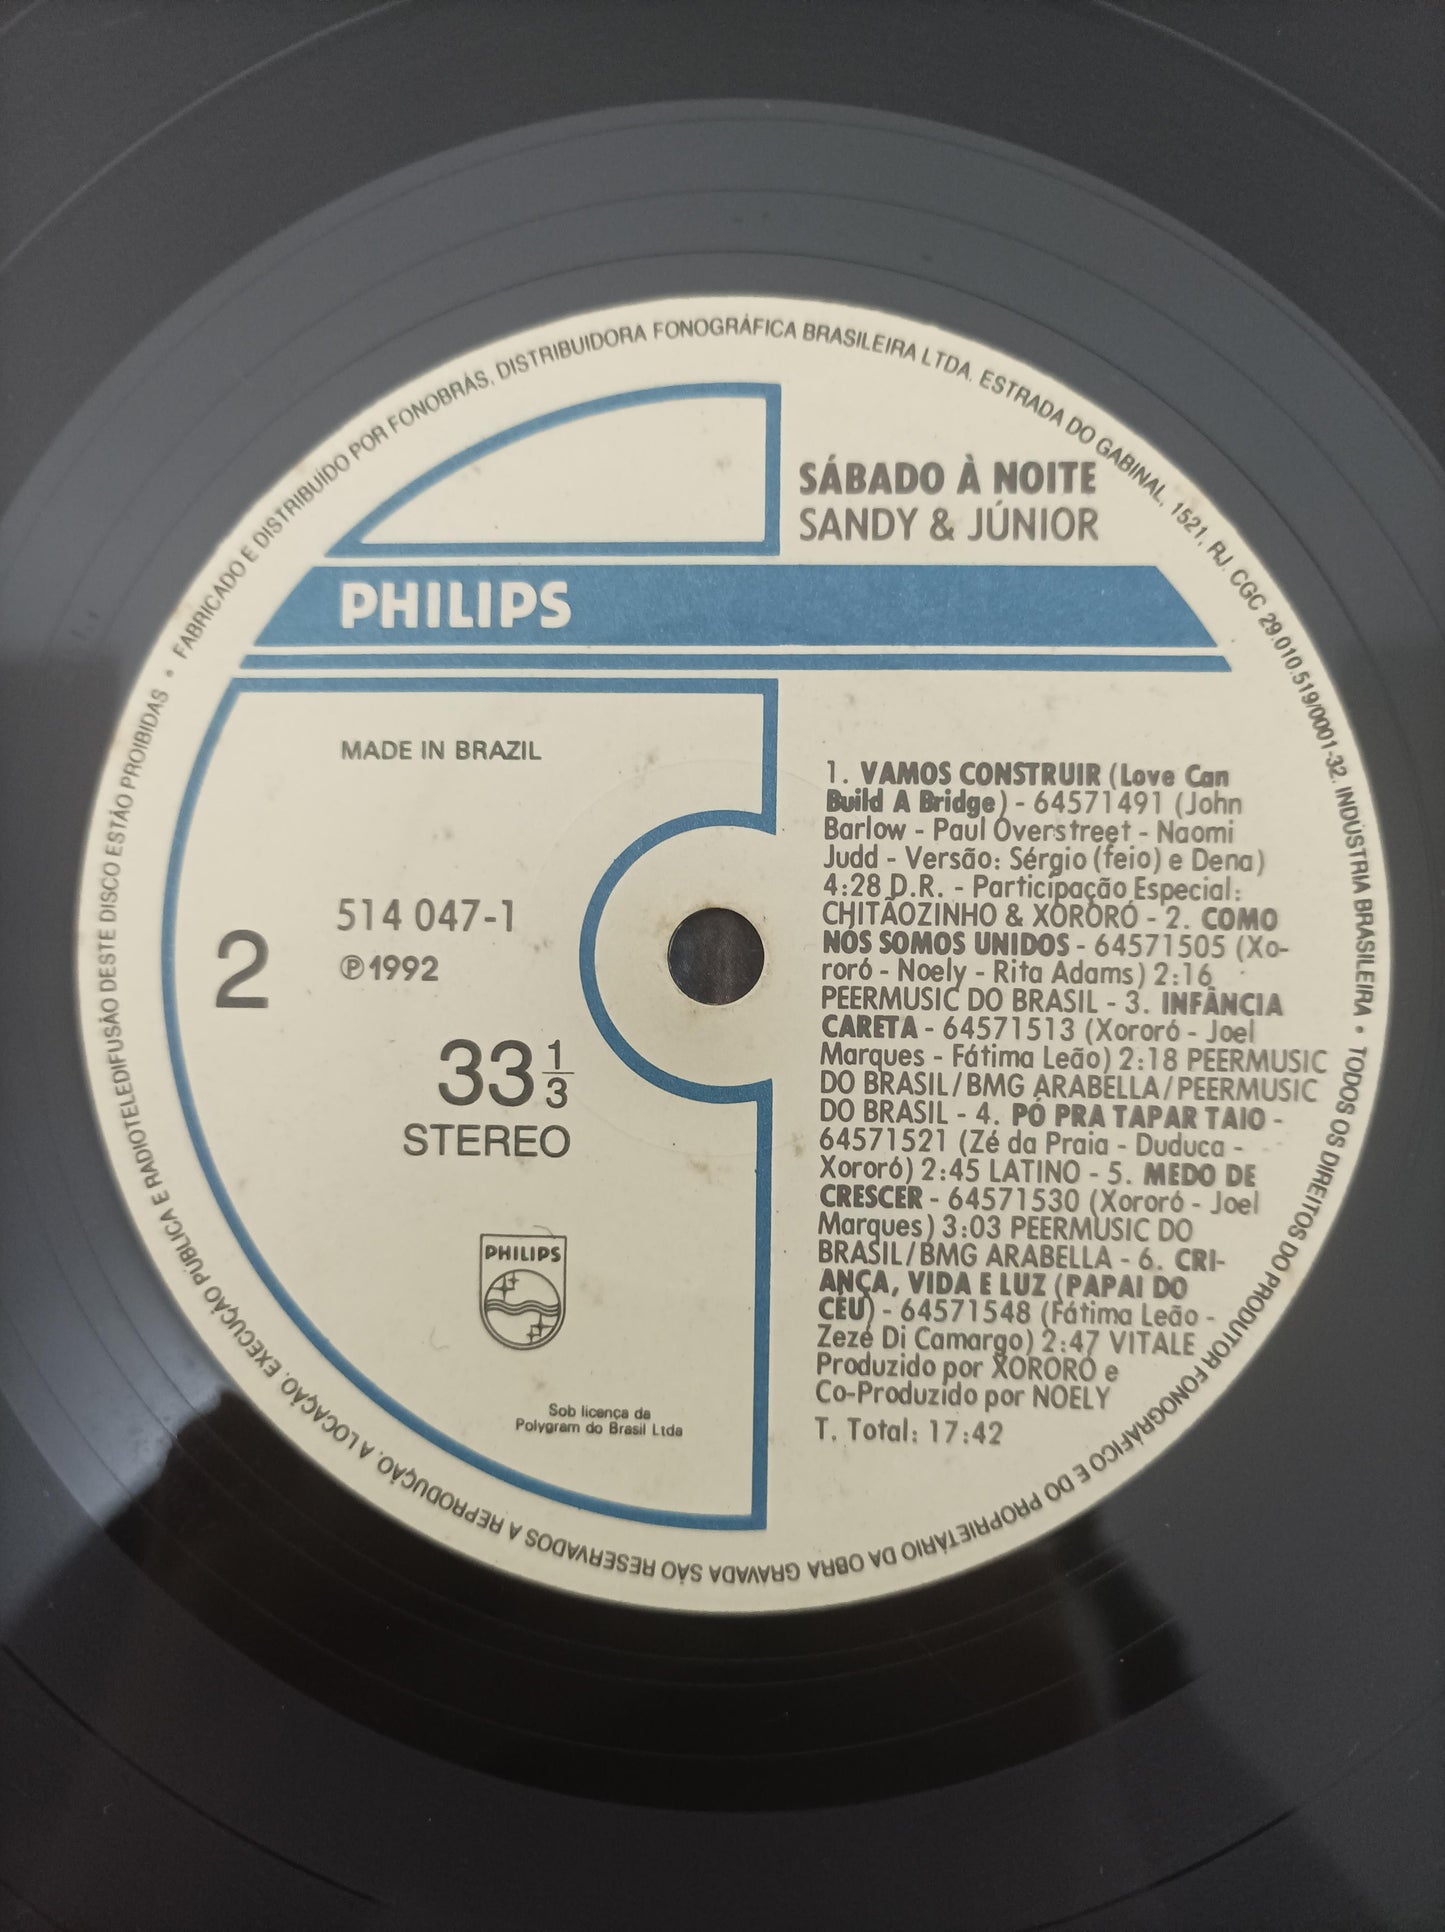 FABRICADO E DISTRIBUÍDO POR FONOBRÁS, DISTRIBUIDORA FONOGRÁFICA BRASILEIRA LTDA. ESTRADA DO GABINAL, 1521, RJ. CGC 29.010.519/0001-32. INDÚSTRIA BRASILEIRA • TODOS OS DIREITOS DO PRODUTOR FONOGRÁFICO E DO PROPRIETÁRIO DA OBRA GRAVADA SÃO RESERVADOS A REPRODUÇÃO, A LOCAÇÃO, EXECUÇÃO PÚBLICA E RADIOTELEDIFUSÃO DESTE DISCO ESTÃO PROIBIDAS •
SÁBADO À NOITE
SANDY & JÚNIOR
PHILIPS
MADE IN BRAZIL
514 047-1
℗1992
2
33 1/3
STEREO
PHILIPS
Sob licença da
Polygram do Brasil Ltda
1. VAMOS CONSTRUIR (Love Can
Build A Bridge) - 64571491 (John
Barlow - Paul Overstreet - Naomi
Judd - Versão: Sérgio (feio) e Dena)
4:28 D.R. - Participação Especial:
CHITÃOZINHO & XORORÓ - 2. COMO
NÓS SOMOS UNIDOS - 64571505 (Xo-
roró - Noely - Rita Adams) 2:16
PEERMUSIC DO BRASIL - 3. INFÂNCIA
CARETA - 64571513 (Xororó - Joel
Marques - Fátima Leão) 2:18 PEERMUSIC
DO BRASIL/BMG ARABELLA/PEERMUSIC
DO BRASIL - 4. PÓ PRA TAPAR TAIO -
64571521 (Zé da Praia - Duduca -
Xororó) 2:45 LATINO - 5. MEDO DE
CRESCER - 64571530 (Xororó - Joel
Marques) 3:03 PEERMUSIC DO
BRASIL/BMG ARABELLA - 6. CRI-
ANÇA, VIDA E LUZ (PAPAI DO
CÉU) - 64571548 (Fátima Leão -
Zezé Di Camargo) 2:47 VITALE
Produzido por XORORÓ e
Co-Produzido por NOELY
T. Total: 17:42